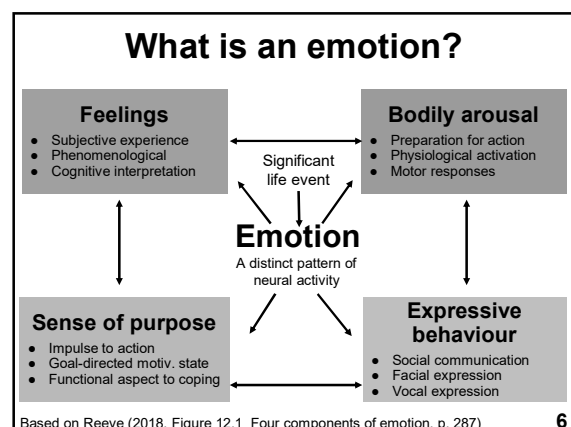 What is an emotion?
Feelings
● Subjective experience
● Phenomenological
● Cognitive interpretation
Bodily arousal
● Preparation for action
● Physiological activation
● Motor responses
Significant
life event
Emotion
A distinct pattern of
neural activity
Sense of purpose
● Impulse to action
● Goal-directed motiv. state
● Functional aspect to coping
Expressive
behaviour
● Social communication
● Facial expression
● Vocal expression
Based on Reeve (2018, Figure 12.1, Four components of emotion, p. 287)
6